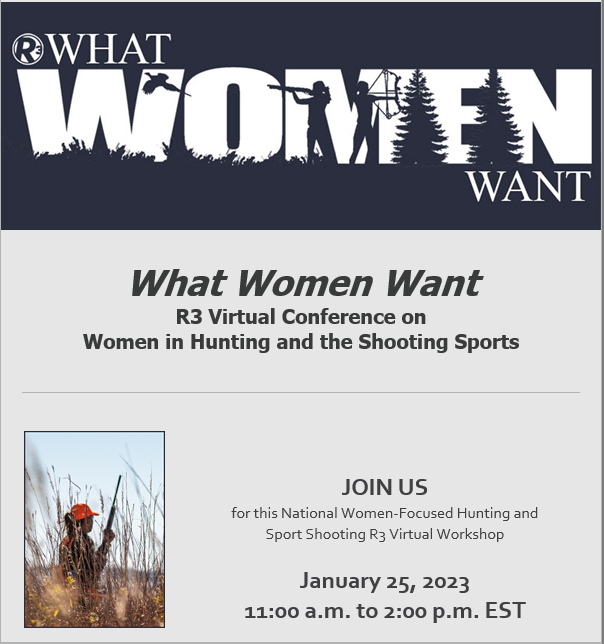 R3 WHAT
WOMEN
WANT
What Women Want
R3 Virtual Conference on
Women in Hunting and the Shooting Sports
JOIN US
for this National Women-Focused Hunting and
Sport Shooting R3 Virtual Workshop
January 25, 2023
11:00 a.m. to 2:00 p.m. EST